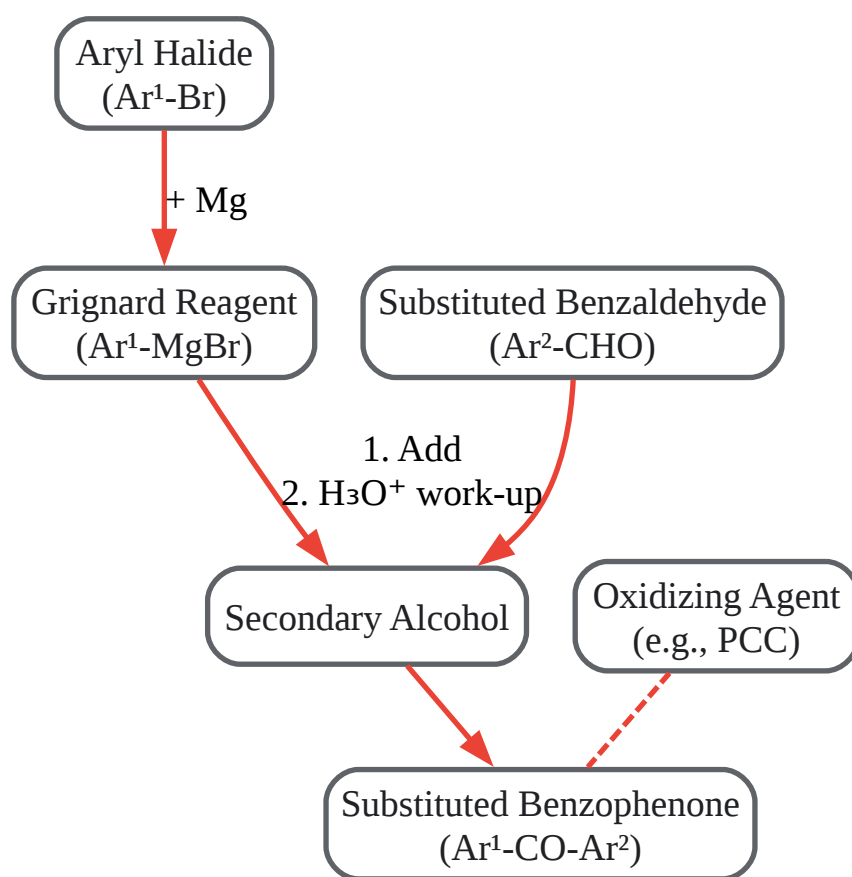 Aryl Halide
(Ar¹-Br)
+ Mg
Grignard Reagent
(Ar¹-MgBr)
Substituted Benzaldehyde
(Ar²-CHO)
1. Add
2. H₃O⁺ work-up
Secondary Alcohol
Oxidizing Agent
(e.g., PCC)
Substituted Benzophenone
(Ar¹-CO-Ar²)